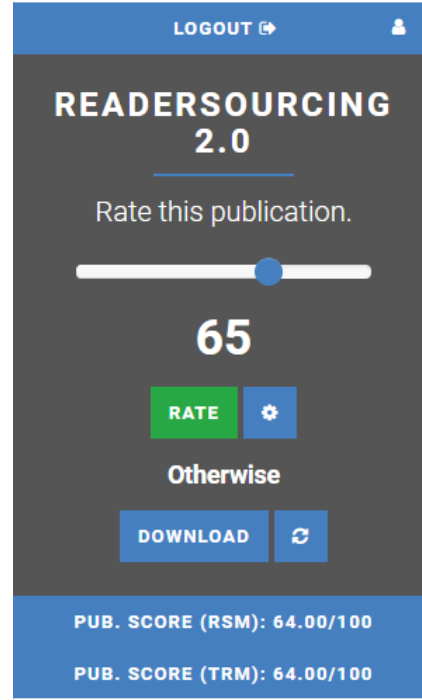 LOGOUT
READERSOURCING
2.0
Rate this publication.
65
RATE
Otherwise
DOWNLOAD
PUB. SCORE (RSM): 64.00/100
PUB. SCORE (TRM): 64.00/100